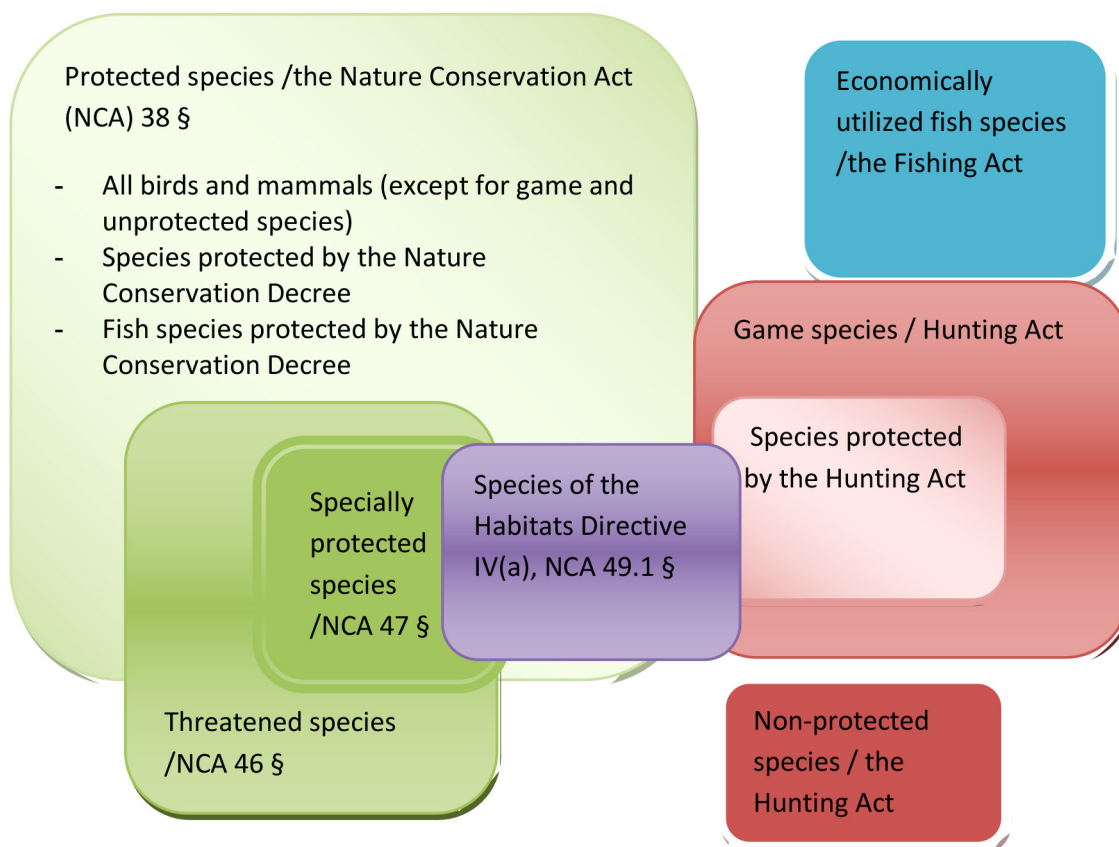 Protected species /the Nature Conservation Act
(NCA) 38 §
- All birds and mammals (except for game and
unprotected species)
- Species protected by the Nature
Conservation Decree
- Fish species protected by the Nature
Conservation Decree
Economically
utilized fish species
/the Fishing Act
Game species / Hunting Act
Species protected
by the Hunting Act
Species of the
Habitats Directive
IV(a), NCA 49.1 §
Specially
protected
species
/NCA 47 §
Threatened species
/NCA 46 §
Non-protected
species / the
Hunting Act